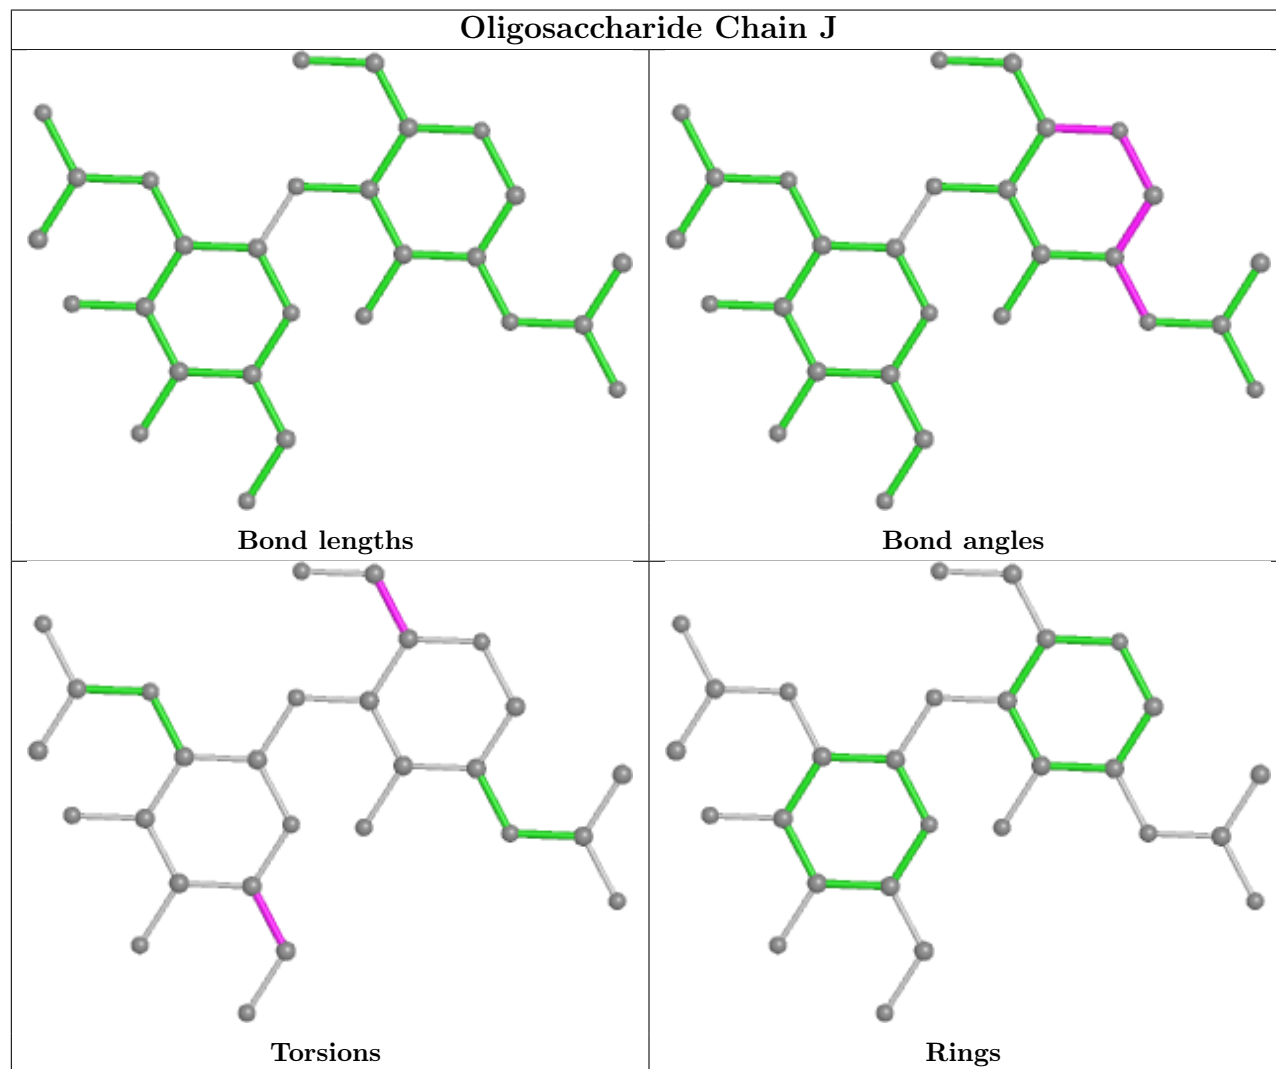 Oligosaccharide Chain J
Bond lengths
Bond angles
Torsions
Rings